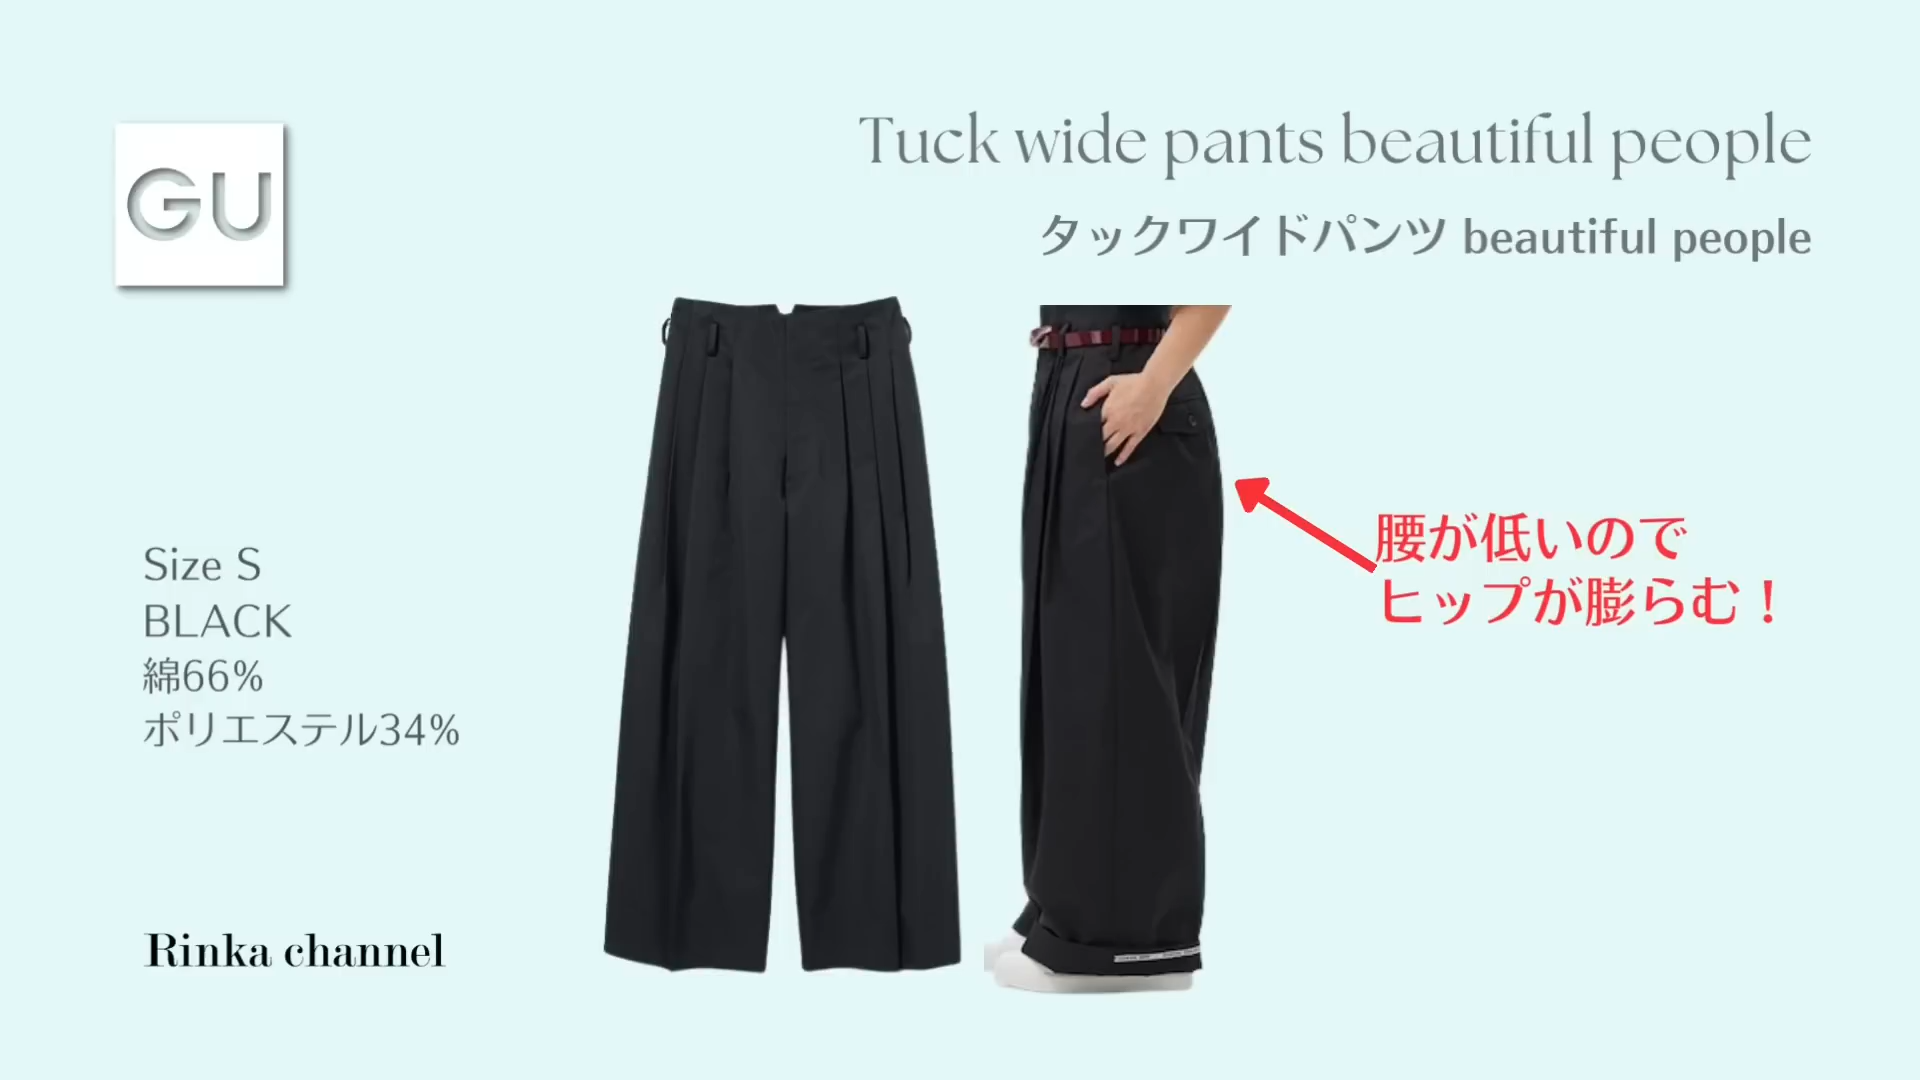 GU
Tuck wide pants beautiful people
タックワイドパンツ beautiful people
腰が低いので
ヒップが膨らむ！
Size S
BLACK
綿66%
ポリエステル34%
Rinka channel